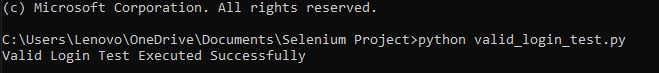 (c) Microsoft Corporation. All rights reserved.
C:\Users\Lenovo\OneDrive\Documents\Selenium Project>python valid_login_test.py
Valid Login Test Executed Successfully